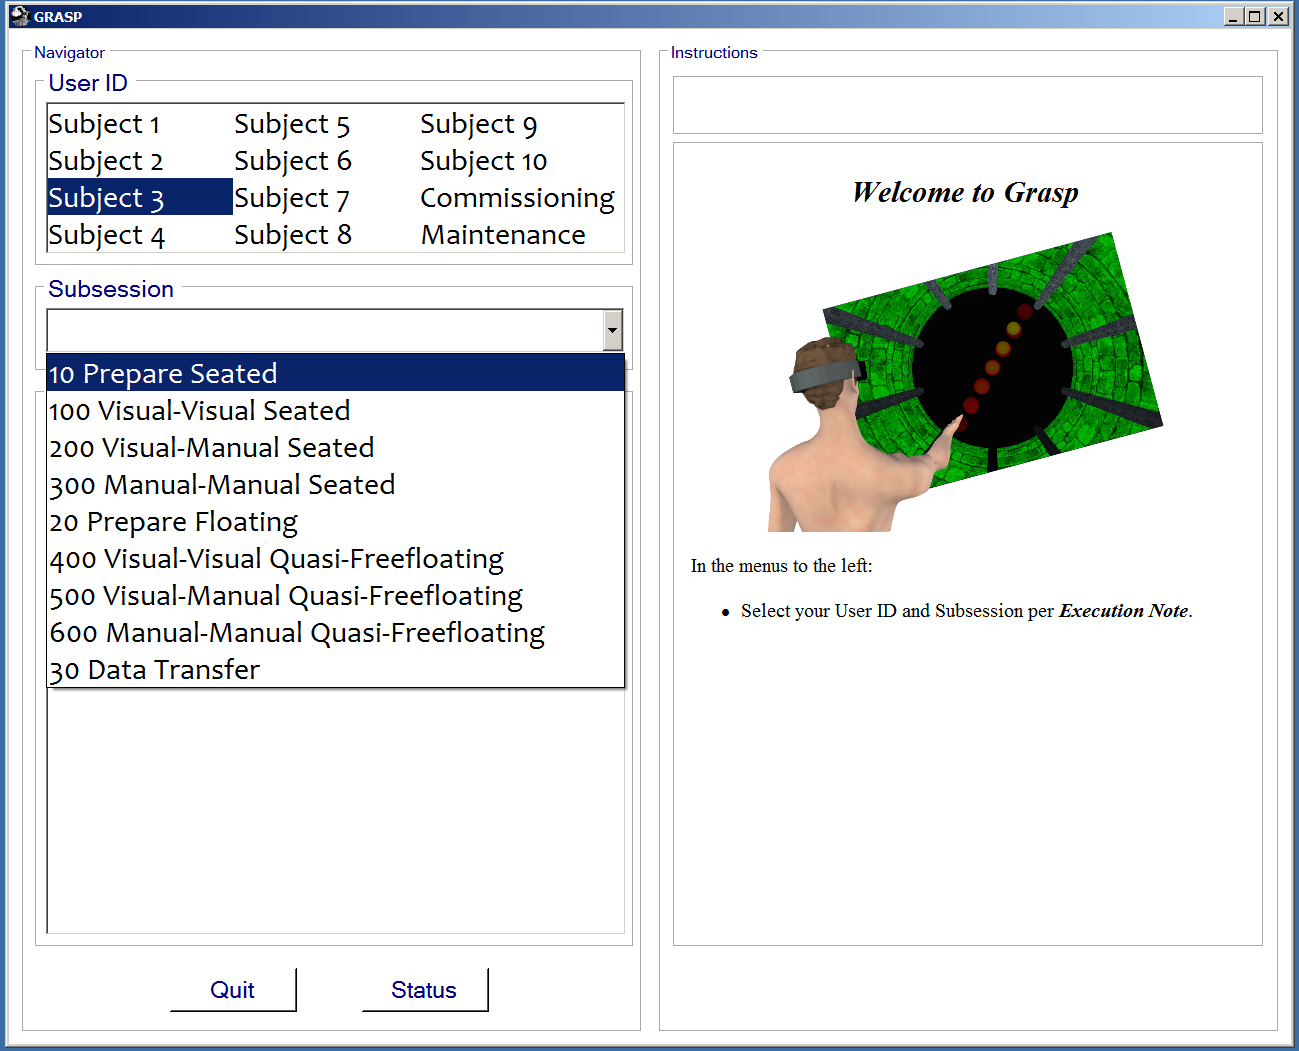 GRASP
Navigator
User ID
Subject 1
Subject 2
Subject 3
Subject 4
Subject 5
Subject 6
Subject 7
Subject 8
Subject 9
Subject 10
Commissioning
Maintenance
Subsession
10 Prepare Seated
100 Visual-Visual Seated
200 Visual-Manual Seated
300 Manual-Manual Seated
20 Prepare Floating
400 Visual-Visual Quasi-Freefloating
500 Visual-Manual Quasi-Freefloating
600 Manual-Manual Quasi-Freefloating
30 Data Transfer
Quit
Status
Instructions
Welcome to Grasp
In the menus to the left:
• Select your User ID and Subsession per Execution Note.